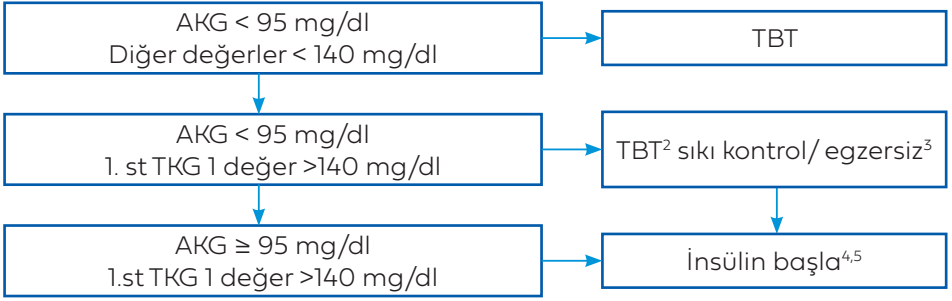 AKG < 95 mg/dl
Diğer değerler < 140 mg/dl
TBT
AKG < 95 mg/dl
1. st TKG 1 değer >140 mg/dl
TBT² sıkı kontrol/ egzersiz³
AKG ≥ 95 mg/dl
1.st TKG 1 değer >140 mg/dl
İnsülin başla⁴,⁵